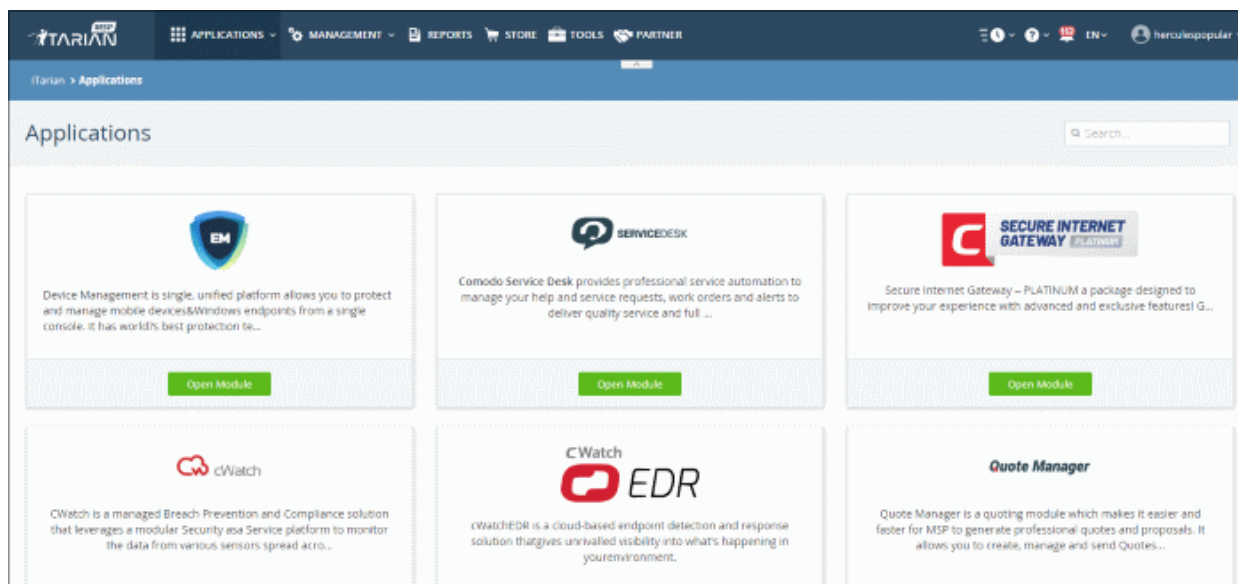 MSP
ITARIAN
APPLICATIONS
MANAGEMENT
REPORTS
STORE
TOOLS
PARTNER
EN
herculespopular
iTarian > Applications
Applications
Search..
EM
Device Management is single, unified platform allows you to protect
and manage mobile devices&Windows endpoints from a single
console. It has world?s best protection te...
Open Module
SERVICEDESK
Comodo Service Desk provides professional service automation to
manage your help and service requests, work orders and alerts to
deliver quality service and full ...
Open Module
C SECURE INTERNET
GATEWAY PLATINUM
Secure Internet Gateway – PLATINUM a package designed to
improve your experience with advanced and exclusive features! G...
Open Module
cWatch
CWatch is a managed Breach Prevention and Compliance solution
that leverages a modular Security asa Service platform to monitor
the data from various sensors spread acro...
CWatch
EDR
cWatchEDR is a cloud-based endpoint detection and response
solution thatgives unrivalled visibility into what's happening in
yourenvironment.
Quote Manager
Quote Manager is a quoting module which makes it easier and
faster for MSP to generate professional quotes and proposals. It
allows you to create, manage and send Quotes...